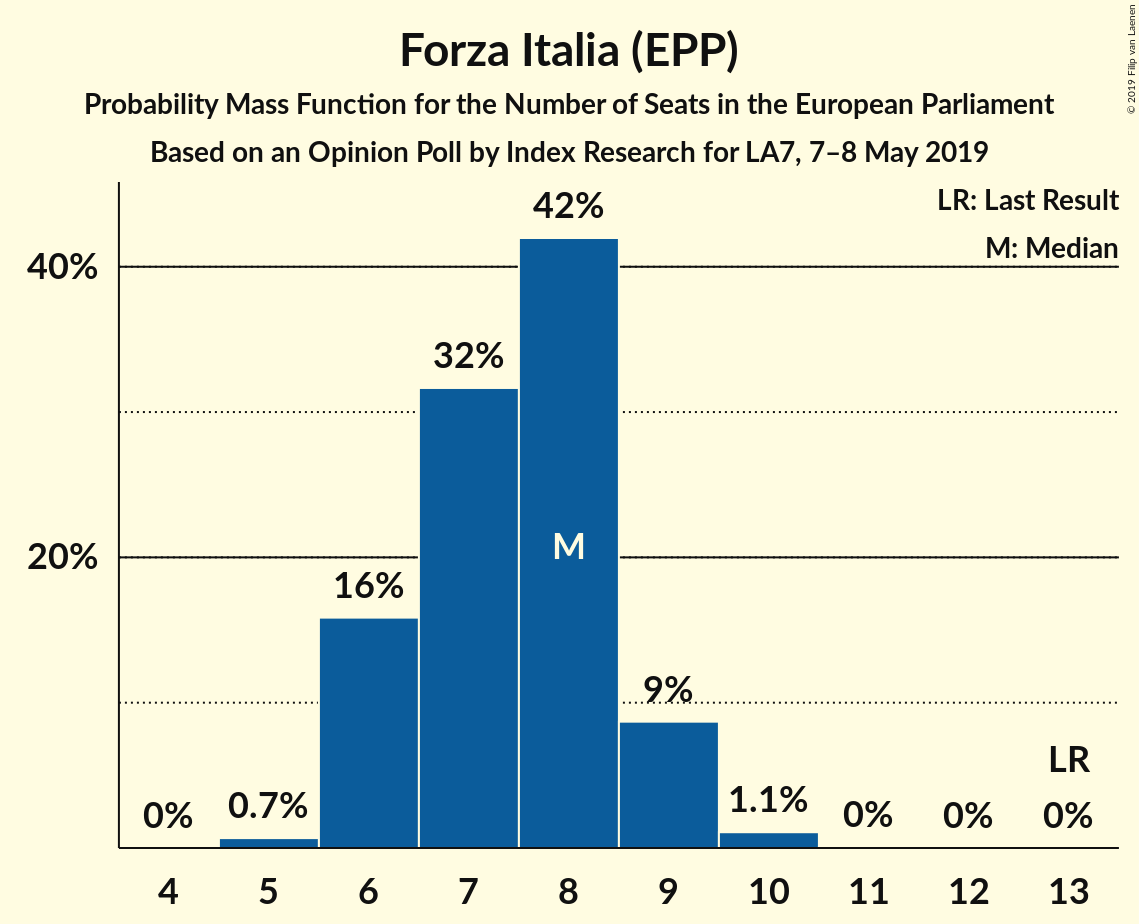 Forza Italia (EPP)
Probability Mass Function for the Number of Seats in the European Parliament
Based on an Opinion Poll by Index Research for LA7, 7–8 May 2019
© 2019 Filip van Laenen
LR: Last Result
M: Median
40%
20%
0%
0.7%
16%
32%
42%
M
9%
1.1%
0%
0%
LR
0%
4 5 6 7 8 9 10 11 12 13